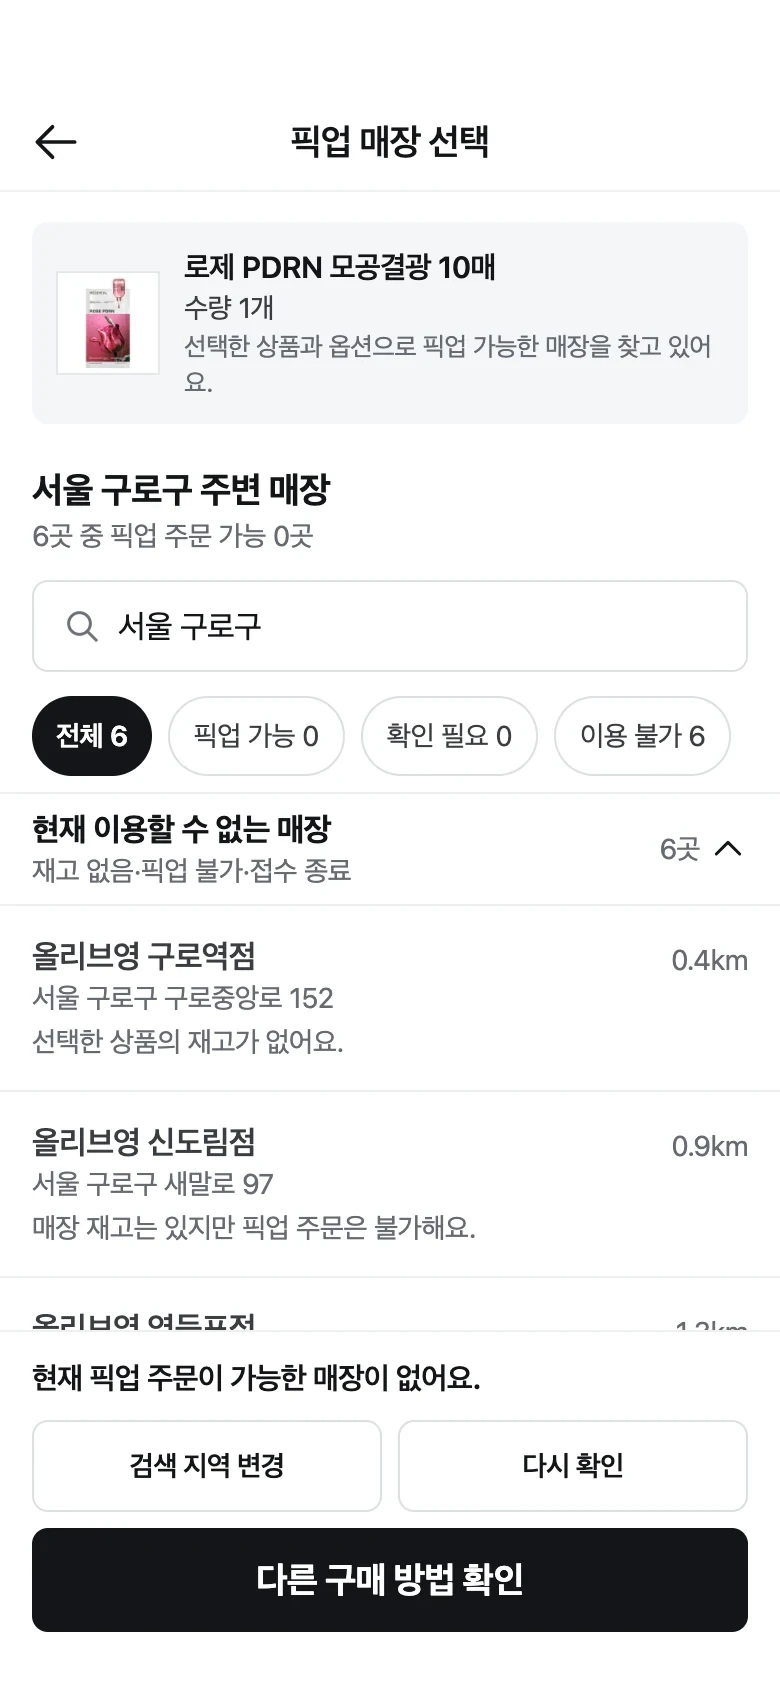 픽업 매장 선택
로제 PDRN 모공결광 10매
수량 1개
선택한 상품과 옵션으로 픽업 가능한 매장을 찾고 있어
요.
서울 구로구 주변 매장
6곳 중 픽업 주문 가능 0곳
서울 구로구
전체 6 픽업 가능 0 확인 필요 0 이용 불가 6
현재 이용할 수 없는 매장
6곳
재고 없음·픽업 불가·접수 종료
올리브영 구로역점 0.4km
서울 구로구 구로중앙로 152
선택한 상품의 재고가 없어요.
올리브영 신도림점 0.9km
서울 구로구 새말로 97
매장 재고는 있지만 픽업 주문은 불가해요.
올리브영 영등포점
현재 픽업 주문이 가능한 매장이 없어요.
검색 지역 변경 다시 확인
다른 구매 방법 확인